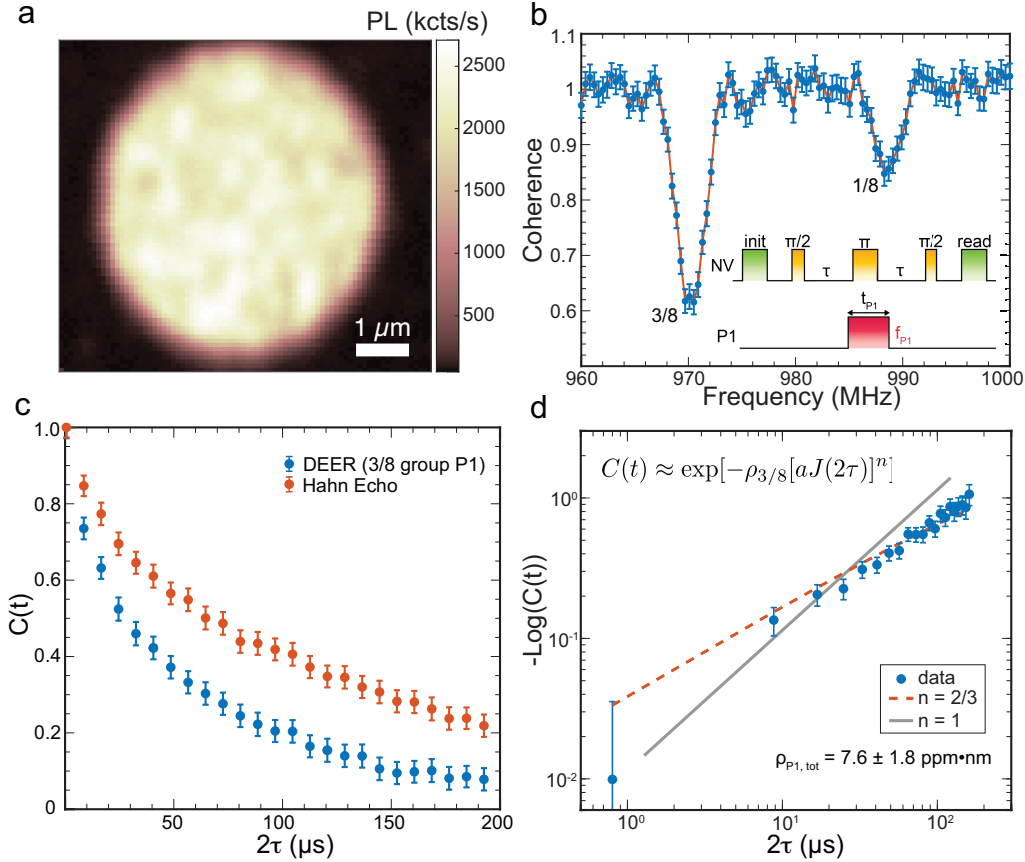 a
PL (kcts/s)
2500
2000
1500
1000
500
1 μm
b
Coherence
1.1
1.0
0.9
0.8
0.7
0.6
3/8
1/8
init
π/2
π
π/2
read
NV
τ
τ
t_P1
P1
f_P1
960
970
980
990
1000
Frequency (MHz)
c
C(t)
1.0
0.8
0.6
0.4
0.2
0
DEER (3/8 group P1)
Hahn Echo
50
100
150
200
2τ (μs)
d
-Log(C(t))
10^0
10^-1
10^-2
C(t) ≈ exp[−ρ_3/8[aJ(2τ)]^n]
data
n = 2/3
n = 1
ρ_P1, tot = 7.6 ± 1.8 ppm•nm
10^0
10^1
10^2
2τ (μs)